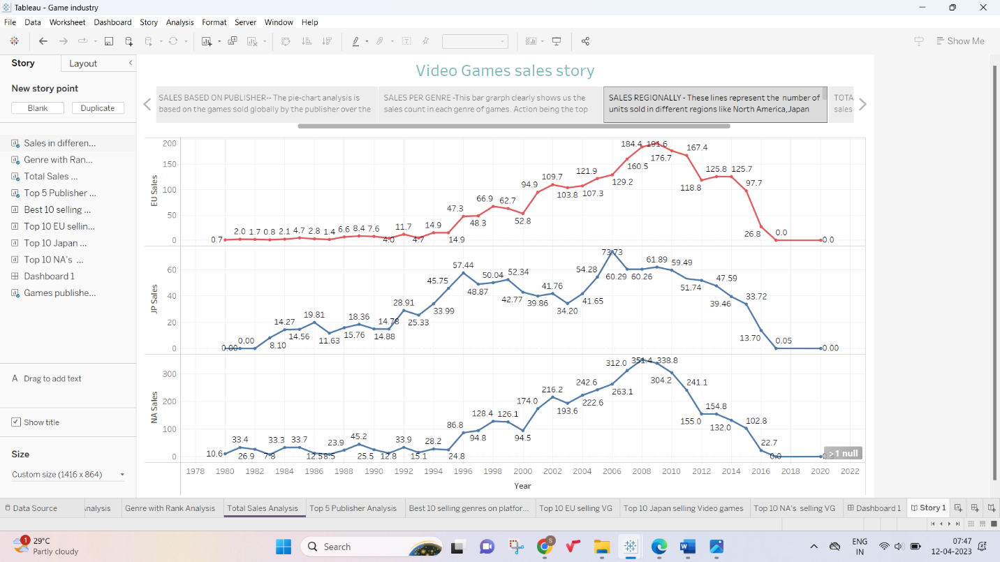 Tableau - Game industry
File Data Worksheet Dashboard Story Analysis Format Server Window Help
Show Me
Story Layout
New story point
Blank Duplicate
Sales in differen...
Genre with Ran...
Total Sales ...
Top 5 Publisher ...
Best 10 selling ...
Top 10 EU sellin...
Top 10 Japan ...
Top 10 NA's ...
Dashboard 1
Games publishe...
A Drag to add text
Show title
Size
Custom size (1416 x 864)
Video Games sales story
SALES BASED ON PUBLISHER-- The pie-chart analysis is
based on the games sold globally by the publisher over the
SALES PER GENRE -This bar grarph clearly shows us the
sales count in each genre of games. Action being the top
SALES REGIONALLY - These lines represent the number of
units sold in different regions like North America,Japan
TOTA
sales
EU Sales
200
150
100
50
0
0.7 2.0 1.7 0.8 2.1 4.7 2.8 1.4 6.6 8.4 7.6 4.0 11.7 4.7 14.9 14.9 47.3 48.3 66.9 62.7 52.8 94.9 109.7 103.8 107.3 121.9 129.2 160.5 184.4 191.6 176.7 167.4 118.8 125.8 125.7 97.7 26.8 0.0 0.0
JP Sales
60
40
20
0
0.00 0.00 8.10 14.27 14.56 19.81 11.63 15.76 18.36 14.88 14.78 28.91 25.33 33.99 45.75 57.44 48.87 50.04 52.34 42.77 39.86 41.76 34.20 41.65 54.28 73.73 60.29 60.26 61.89 59.49 51.74 47.59 39.46 33.72 13.70 0.05 0.00
NA Sales
300
200
100
0
10.6 33.4 26.9 7.8 33.3 33.7 12.5 8.5 23.9 45.2 25.5 12.8 33.9 15.1 28.2 24.8 86.8 94.8 128.4 126.1 94.5 174.0 216.2 193.6 222.6 242.6 263.1 312.0 351.4 338.8 304.2 241.1 155.0 154.8 132.0 102.8 22.7 0.0
>1 null
1978 1980 1982 1984 1986 1988 1990 1992 1994 1996 1998 2000 2002 2004 2006 2008 2010 2012 2014 2016 2018 2020 2022
Year
Data Source nalysis Genre with Rank Analysis Total Sales Analysis Top 5 Publisher Analysis Best 10 selling genres on platfor... Top 10 EU selling VG Top 10 Japan selling Video games Top 10 NA's selling VG Dashboard 1 Story 1
1
29°C
Partly cloudy
Search
S
ENG
IN
07:47
12-04-2023